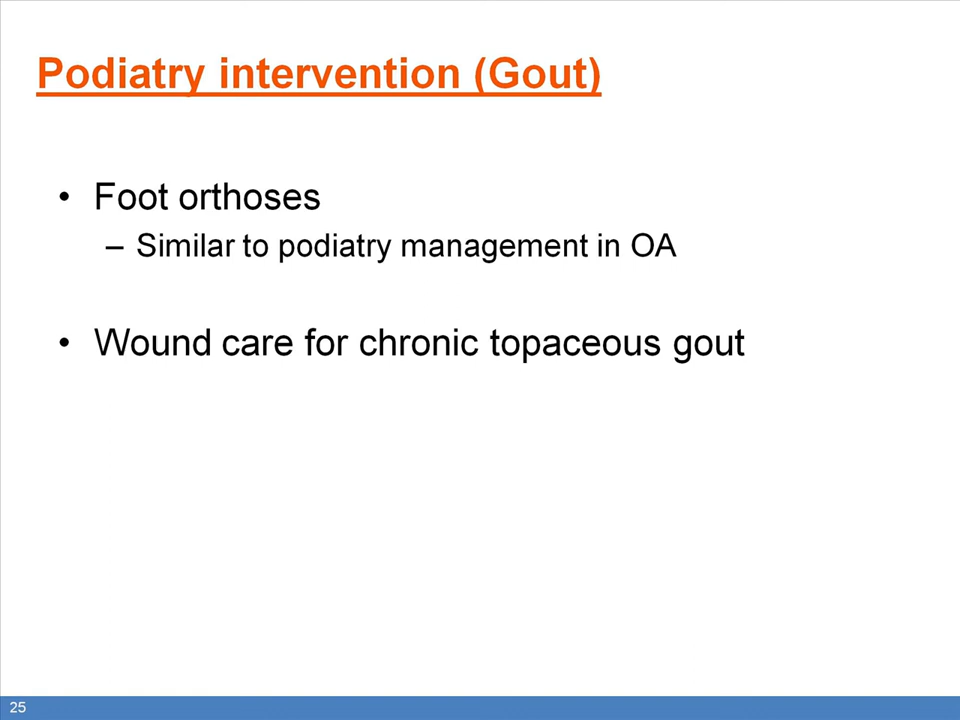 Podiatry intervention (Gout)
• Foot orthoses
– Similar to podiatry management in OA
• Wound care for chronic topaceous gout
25